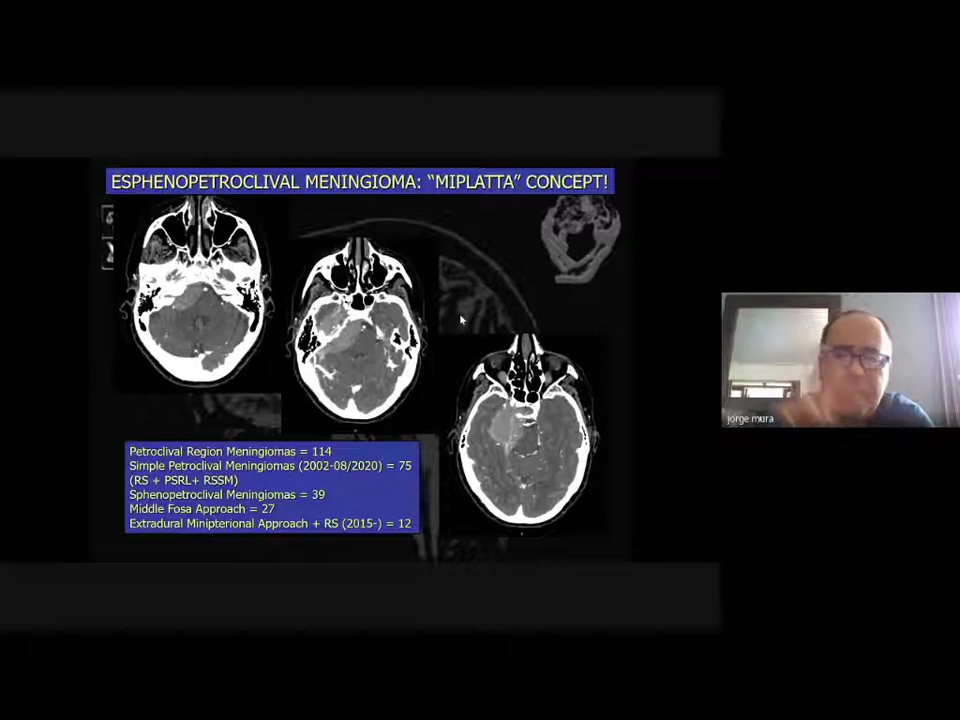 ESPHENOPETROCLIVAL MENINGIOMA: “MIPLATTA” CONCEPT!
Petroclival Region Meningiomas = 114
Simple Petroclival Meningiomas (2002-08/2020) = 75
(RS + PSRL+ RSSM)
Sphenopetroclival Meningiomas = 39
Middle Fosa Approach = 27
Extradural Minipterional Approach + RS (2015-) = 12
jorge mura